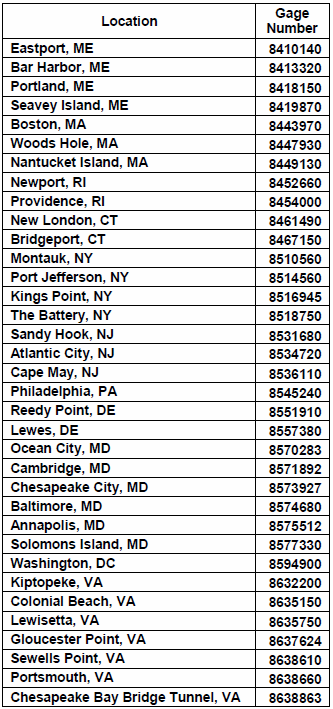 Location Gage Number
Eastport, ME 8410140
Bar Harbor, ME 8413320
Portland, ME 8418150
Seavey Island, ME 8419870
Boston, MA 8443970
Woods Hole, MA 8447930
Nantucket Island, MA 8449130
Newport, RI 8452660
Providence, RI 8454000
New London, CT 8461490
Bridgeport, CT 8467150
Montauk, NY 8510560
Port Jefferson, NY 8514560
Kings Point, NY 8516945
The Battery, NY 8518750
Sandy Hook, NJ 8531680
Atlantic City, NJ 8534720
Cape May, NJ 8536110
Philadelphia, PA 8545240
Reedy Point, DE 8551910
Lewes, DE 8557380
Ocean City, MD 8570283
Cambridge, MD 8571892
Chesapeake City, MD 8573927
Baltimore, MD 8574680
Annapolis, MD 8575512
Solomons Island, MD 8577330
Washington, DC 8594900
Kiptopeke, VA 8632200
Colonial Beach, VA 8635150
Lewisetta, VA 8635750
Gloucester Point, VA 8637624
Sewells Point, VA 8638610
Portsmouth, VA 8638660
Chesapeake Bay Bridge Tunnel, VA 8638863